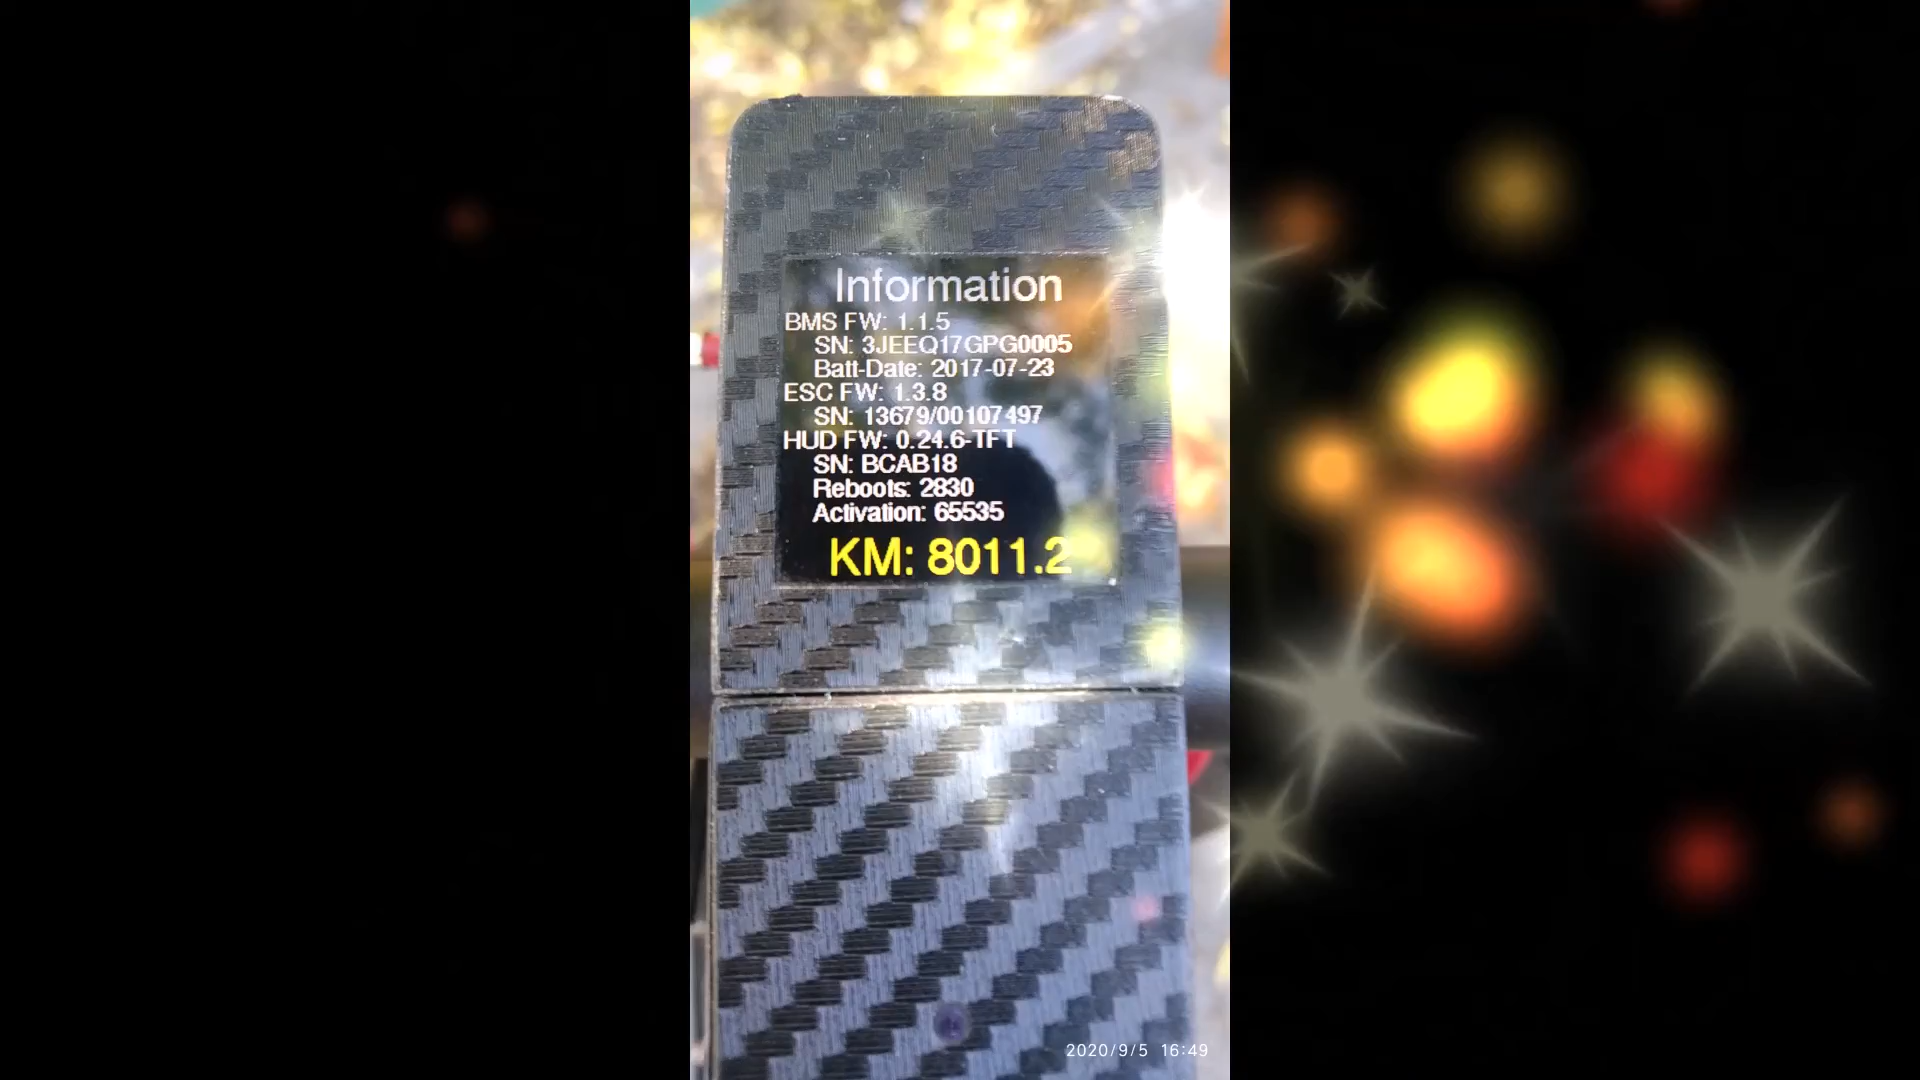 Information
BMS FW: 1.1.5
SN: 3JEEQ17GPG0005
Batt-Date: 2017-07-23
ESC FW: 1.3.8
SN: 13679/00107497
HUD FW: 0.24.6-TFT
SN: BCAB18
Reboots: 2830
Activation: 65535
KM: 8011.2
2020/9/5 16:49